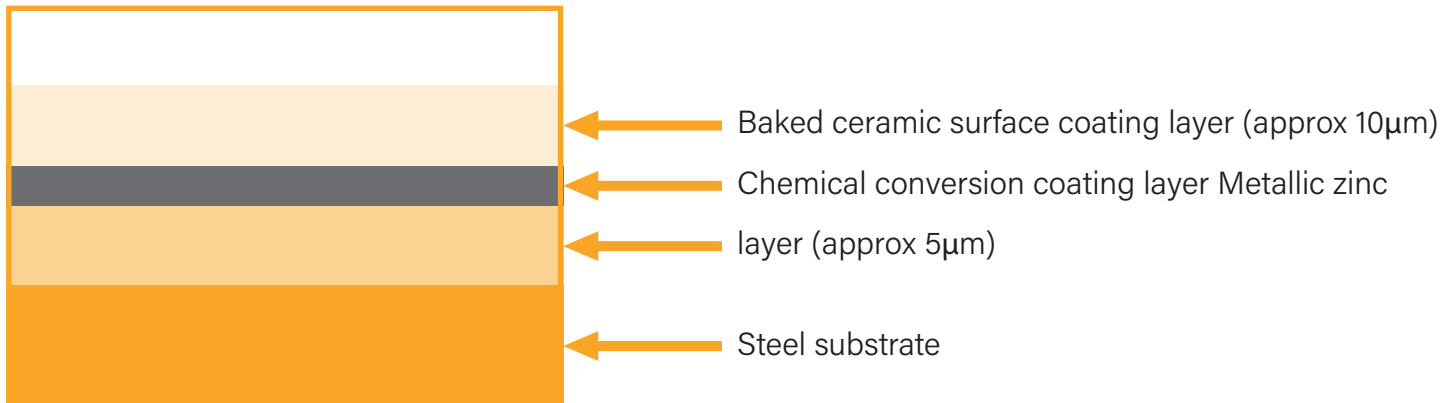 Baked ceramic surface coating layer (approx 10μm)
Chemical conversion coating layer Metallic zinc
layer (approx 5μm)
Steel substrate